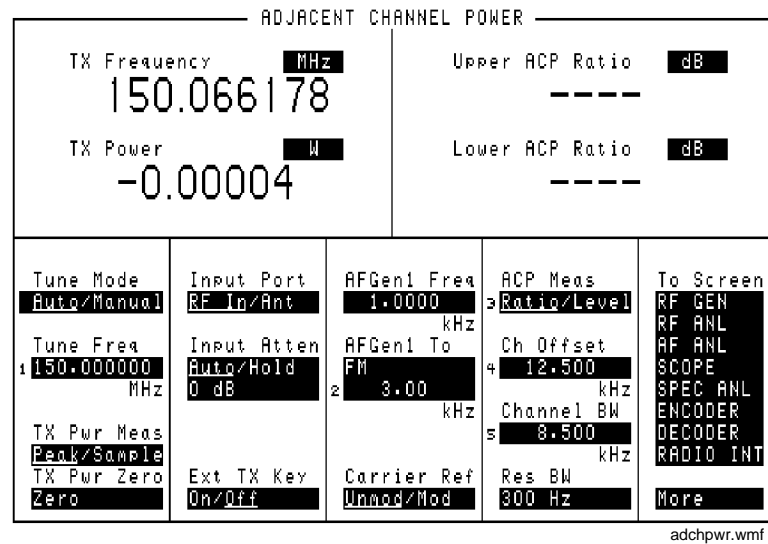 ADJACENT CHANNEL POWER
TX Frequency MHz
150.066178
TX Power W
-0.00004
Upper ACP Ratio dB
----
Lower ACP Ratio dB
----
Tune Mode
Auto/Manual
Tune Freq
1 150.000000
MHz
TX Pwr Meas
Peak/Sample
TX Pwr Zero
Zero
Input Port
RF In/Ant
Input Atten
Auto/Hold
0 dB
Ext TX Key
On/Off
AFGen1 Freq
1.0000
kHz
AFGen1 To
FM
2 3.00
kHz
Carrier Ref
Unmod/Mod
ACP Meas
3 Ratio/Level
Ch Offset
4 12.500
kHz
Channel BW
5 8.500
kHz
Res BW
300 Hz
To Screen
RF GEN
RF ANL
AF ANL
SCOPE
SPEC ANL
ENCODER
DECODER
RADIO INT
More
adchpwr.wmf